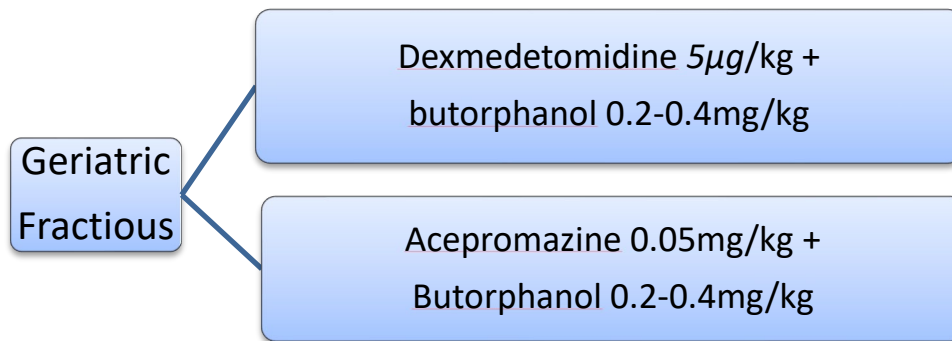 Geriatric
Fractious
Dexmedetomidine 5μg/kg +
butorphanol 0.2-0.4mg/kg
Acepromazine 0.05mg/kg +
Butorphanol 0.2-0.4mg/kg